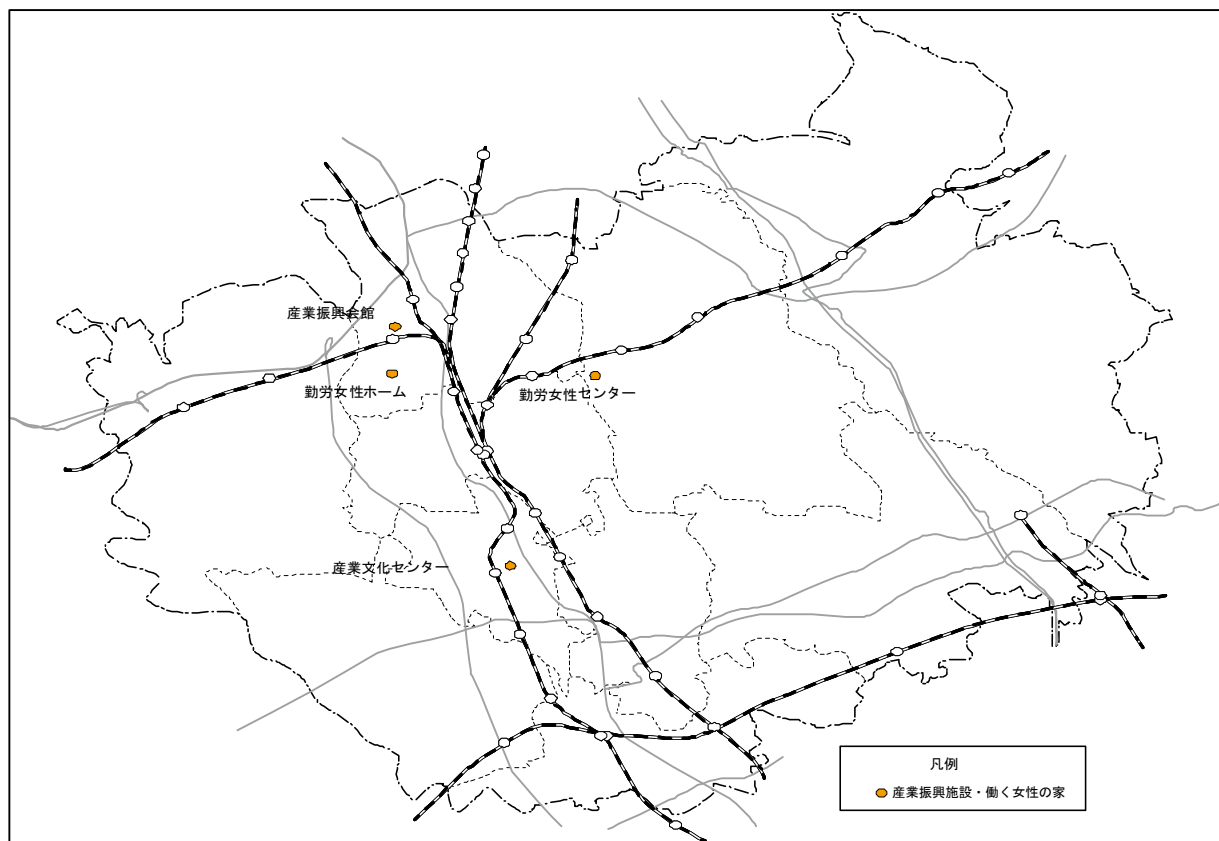 産業振興会館
勤労女性ホーム
勤労女性センター
産業文化センター
凡例
産業振興施設・働く女性の家